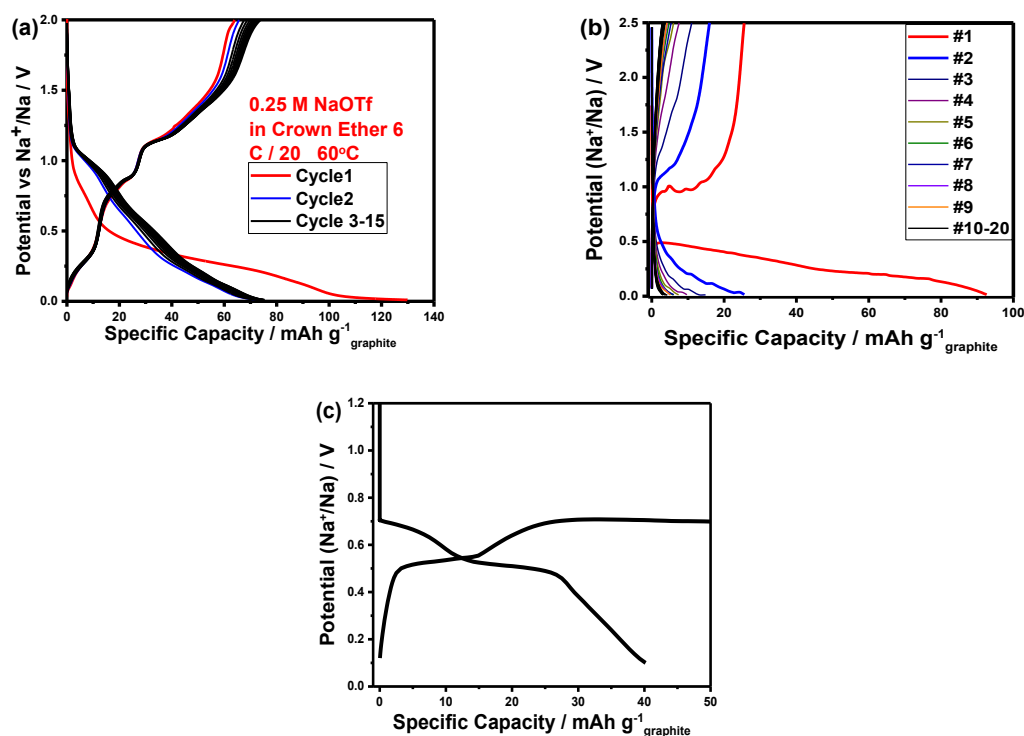 (a)
2.0
1.5
1.0
0.5
0.0
Potential vs Na⁺/Na / V
0.25 M NaOTf
in Crown Ether 6
C / 20 60°C
Cycle1
Cycle2
Cycle 3-15
0 20 40 60 80 100 120 140
Specific Capacity / mAh g⁻¹graphite
(b)
2.5
2.0
1.5
1.0
0.5
0.0
Potential (Na⁺/Na) / V
#1
#2
#3
#4
#5
#6
#7
#8
#9
#10-20
0 20 40 60 80 100
Specific Capacity / mAh g⁻¹graphite
(c)
1.2
1.0
0.8
0.6
0.4
0.2
0.0
Potential (Na⁺/Na) / V
0 10 20 30 40 50
Specific Capacity / mAh g⁻¹graphite